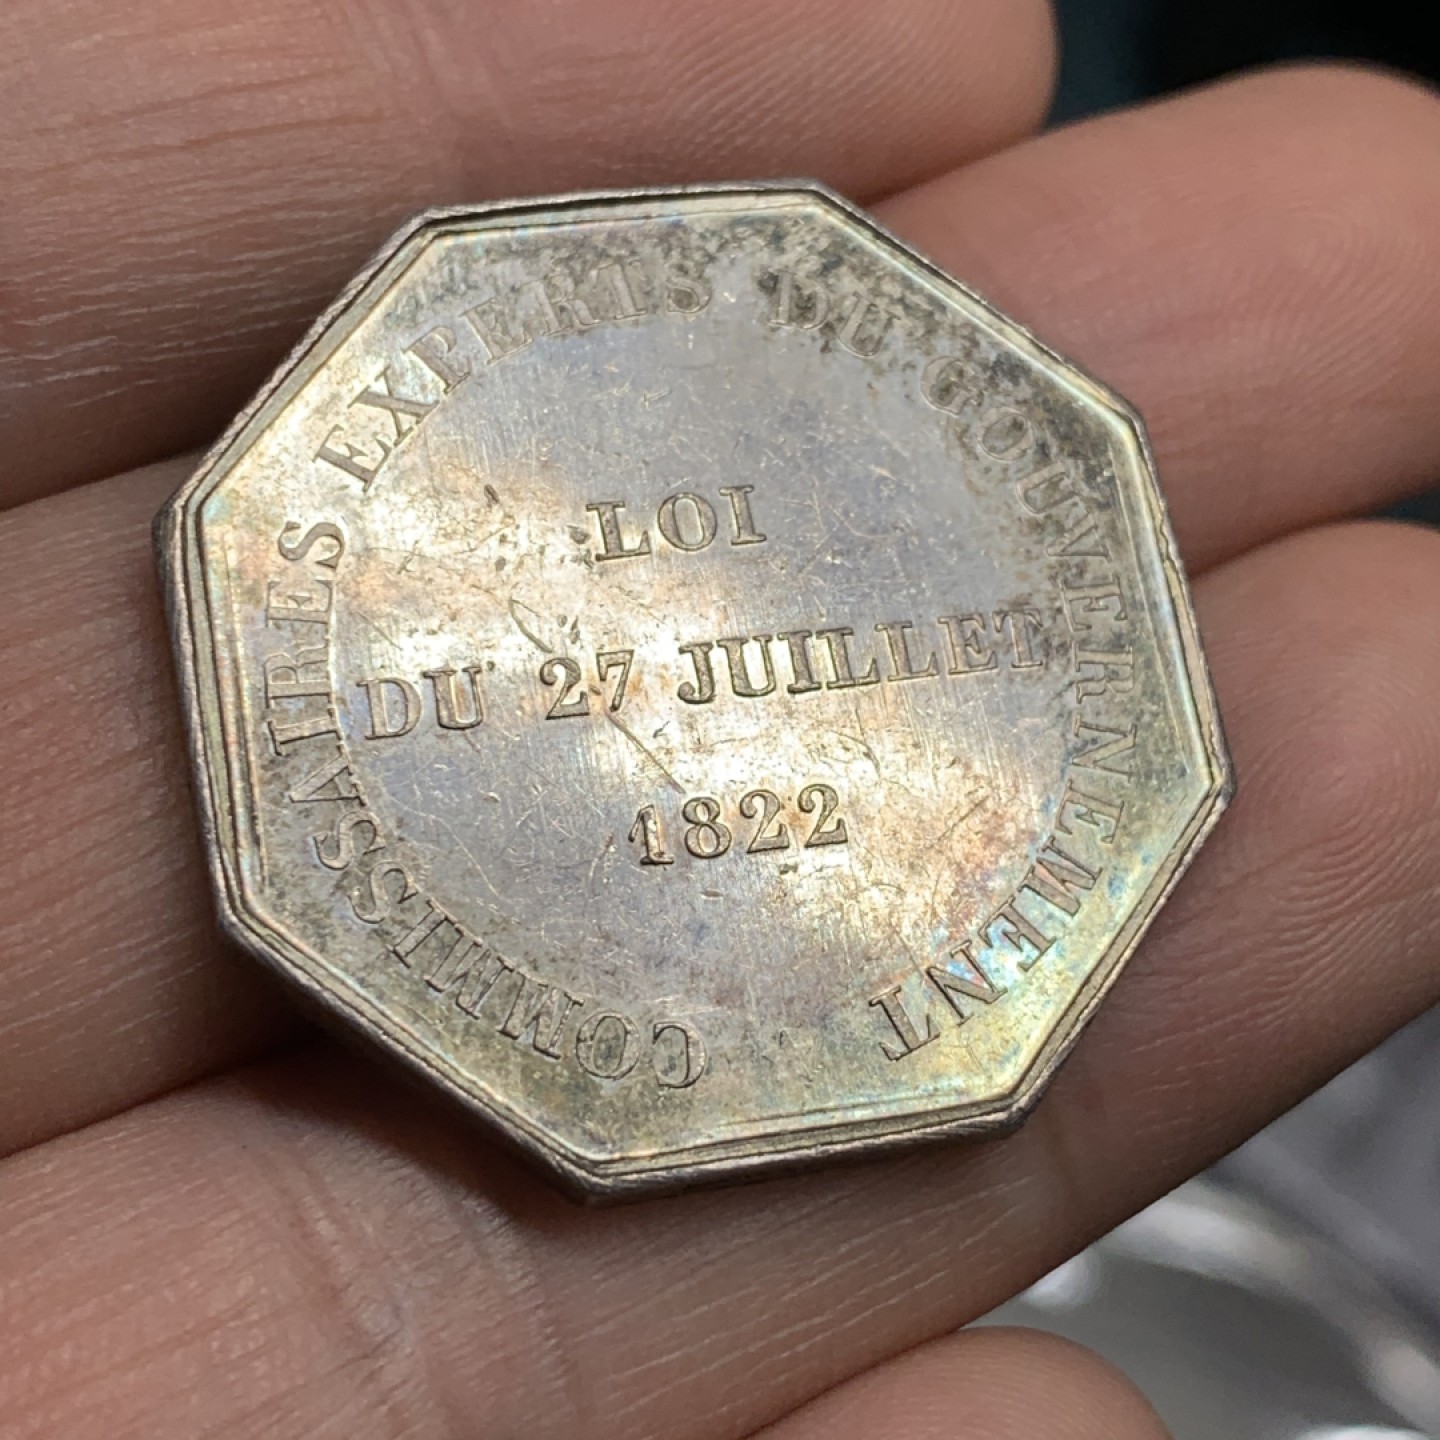 COMMISSAIRES EXPERTS DU GOUVERNEMENT
LOI
DU 27 JUILLET
1822